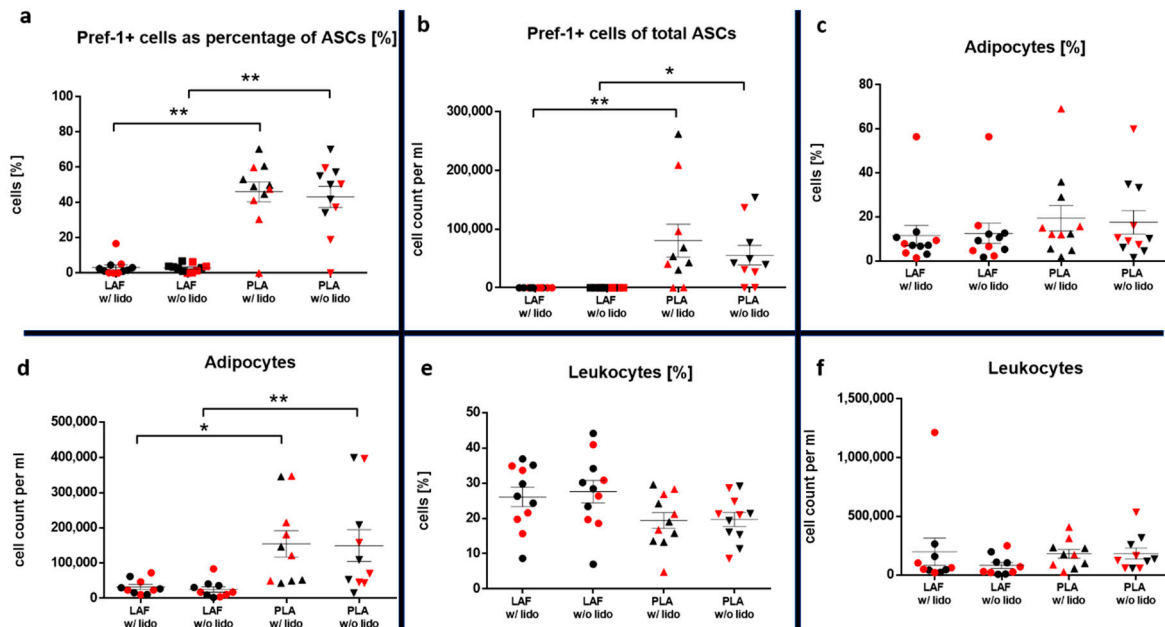 a
Pref-1+ cells as percentage of ASCs [%]
**
**
100
80
60
40
20
0
cells [%]
LAF
w/ lido
LAF
w/o lido
PLA
w/ lido
PLA
w/o lido
b
Pref-1+ cells of total ASCs
*
**
300,000
200,000
100,000
0
cell count per ml
LAF
w/ lido
LAF
w/o lido
PLA
w/ lido
PLA
w/o lido
c
Adipocytes [%]
80
60
40
20
0
cells [%]
LAF
w/ lido
LAF
w/o lido
PLA
w/ lido
PLA
w/o lido
d
Adipocytes
**
*
500,000
400,000
300,000
200,000
100,000
0
cell count per ml
LAF
w/ lido
LAF
w/o lido
PLA
w/ lido
PLA
w/o lido
e
Leukocytes [%]
50
40
30
20
10
0
cells [%]
LAF
w/ lido
LAF
w/o lido
PLA
w/ lido
PLA
w/o lido
f
Leukocytes
1,500,000
1,000,000
500,000
0
cell count per ml
LAF
w/ lido
LAF
w/o lido
PLA
w/ lido
PLA
w/o lido